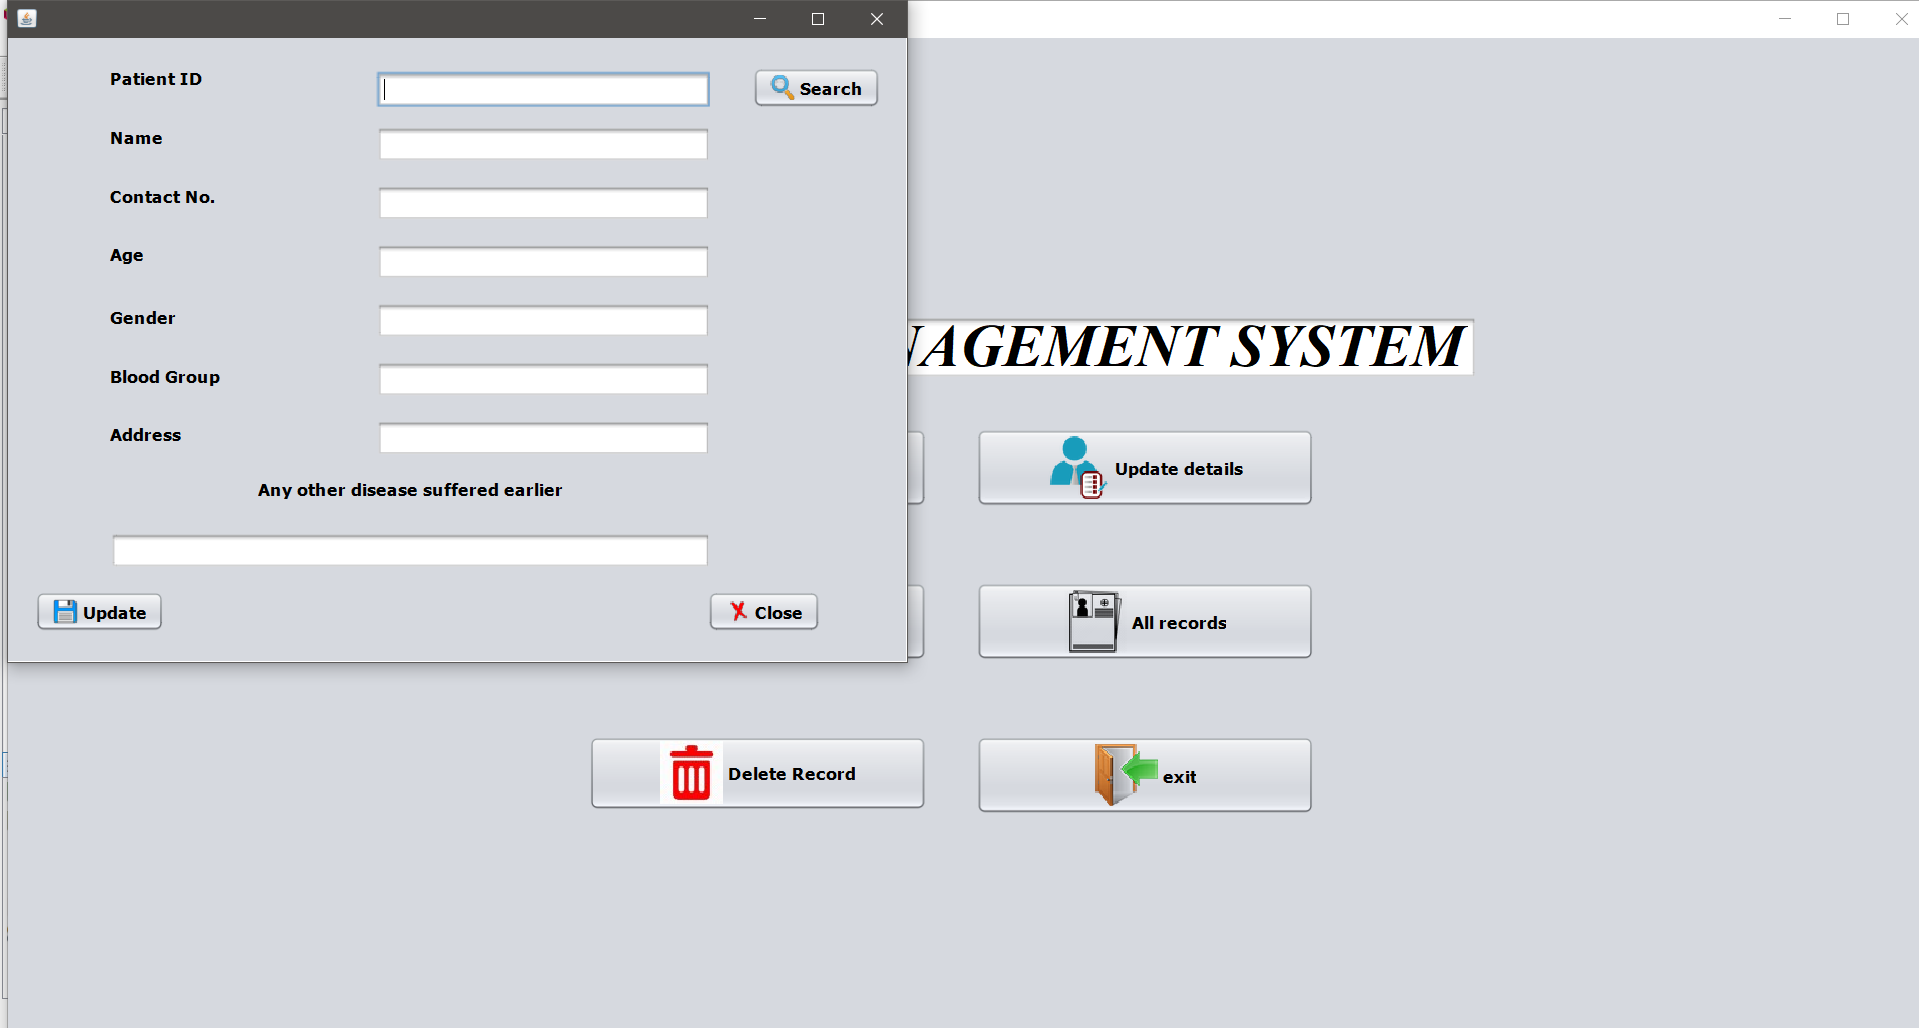 Patient ID
Search
Name
Contact No.
Age
Gender
Blood Group
Address
Any other disease suffered earlier
Update
Close
NAGEMENT SYSTEM
Update details
All records
Delete Record
exit